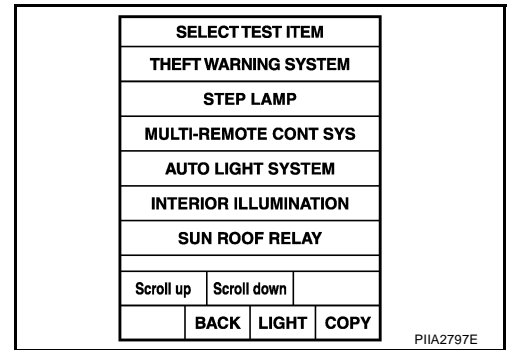 SELECT TEST ITEM
THEFT WARNING SYSTEM
STEP LAMP
MULTI-REMOTE CONT SYS
AUTO LIGHT SYSTEM
INTERIOR ILLUMINATION
SUN ROOF RELAY
Scroll up Scroll down
BACK LIGHT COPY
PIIA2797E